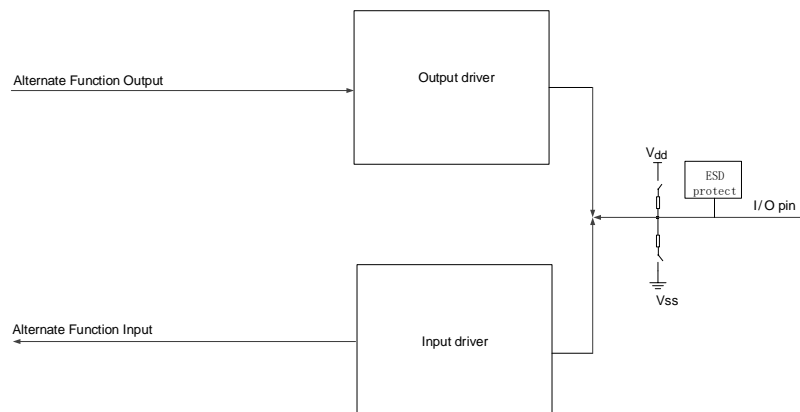 Alternate Function Output
Output driver
Vdd
ESD
protect
I/O pin
Vss
Alternate Function Input
Input driver